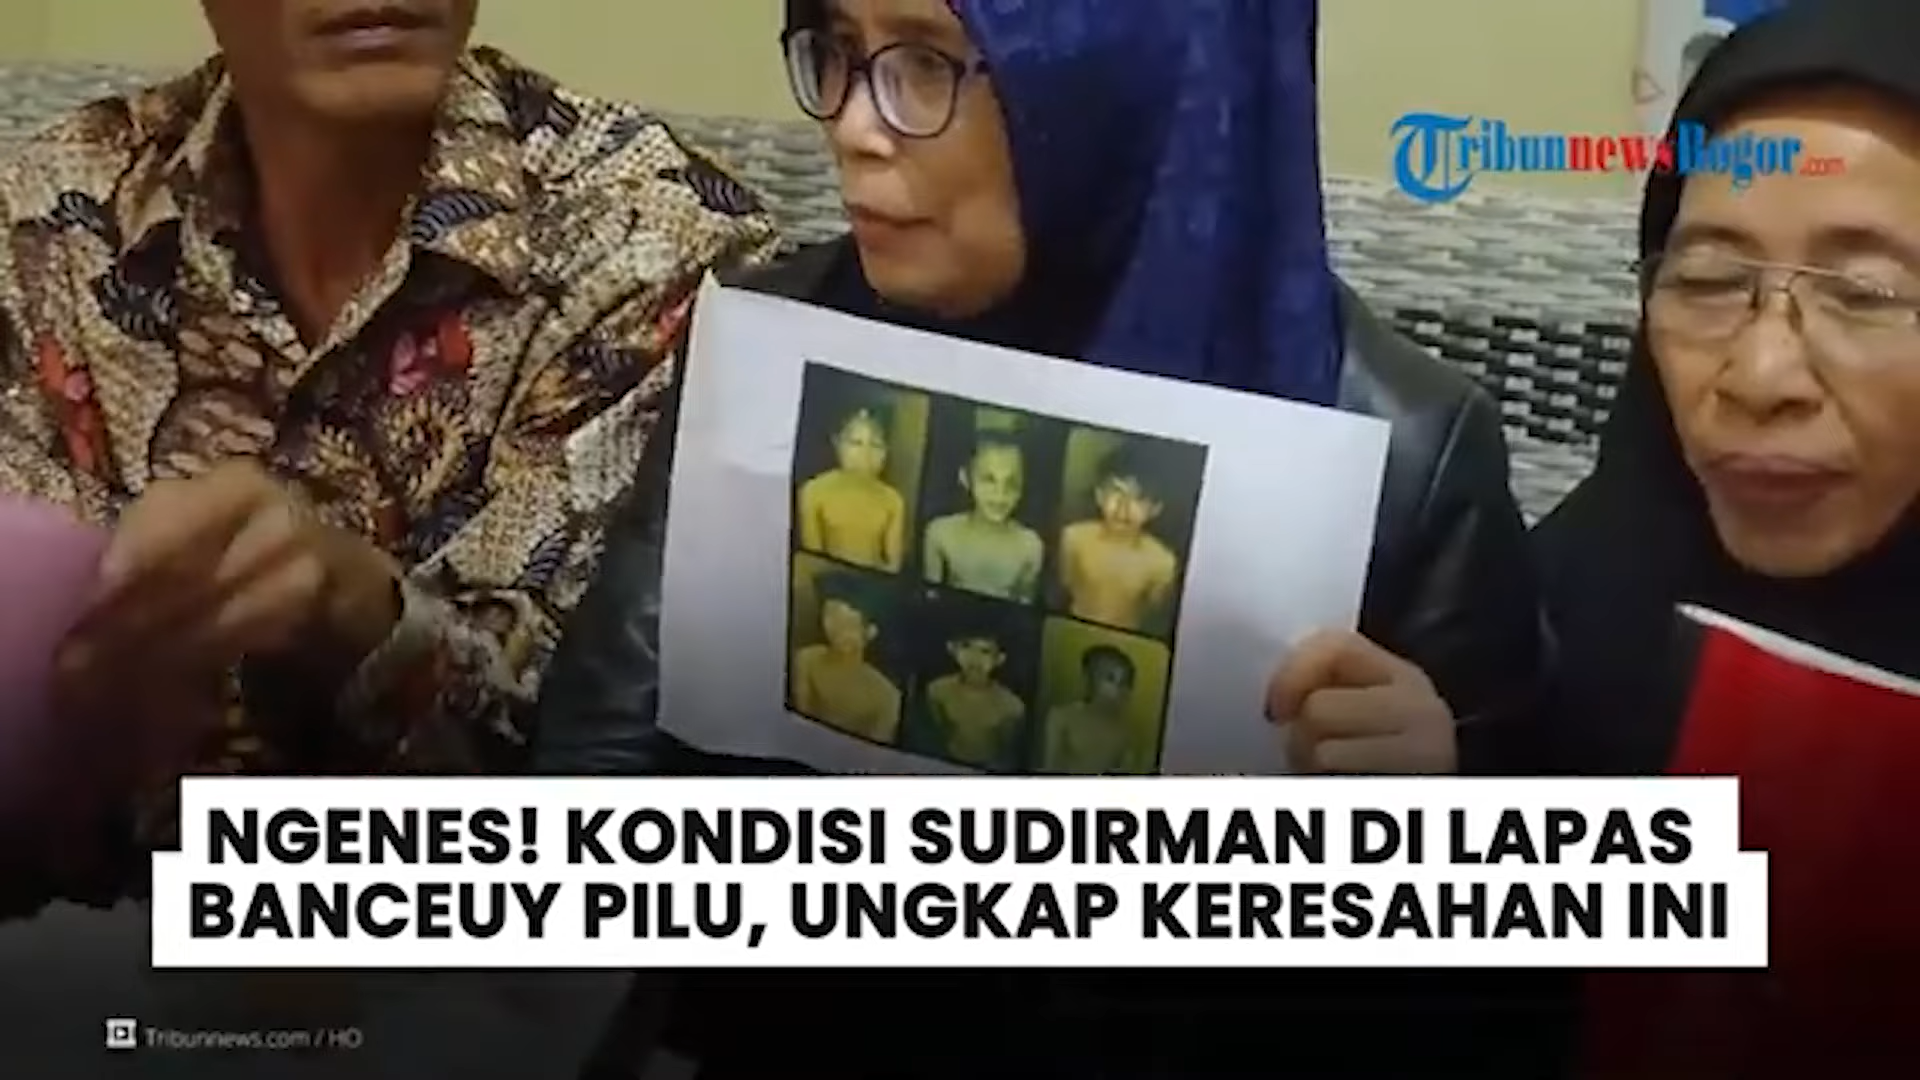 TribunnewsBogor.com
NGENES! KONDISI SUDIRMAN DI LAPAS
BANCEUY PILU, UNGKAP KERESAHAN INI
Tribunnews.com / HO